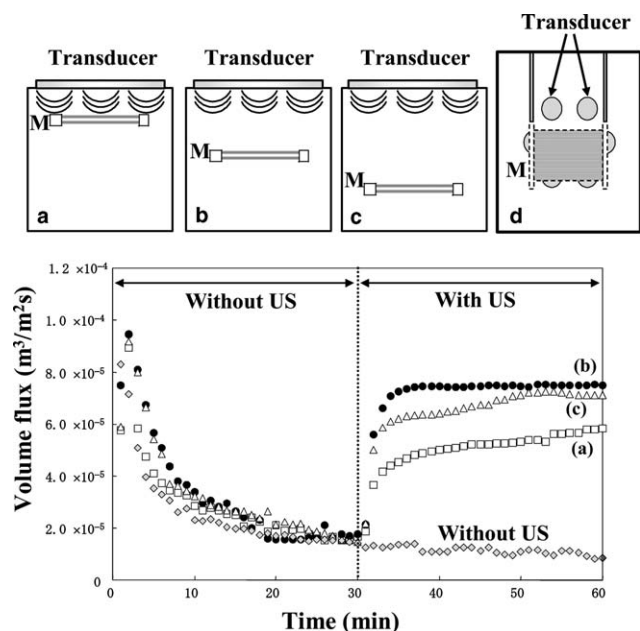 Transducer Transducer Transducer Transducer
M M M M
a b c d
1.2 ×10⁻⁴
1.0 ×10⁻⁴
8.0 ×10⁻⁵
6.0 ×10⁻⁵
4.0 ×10⁻⁵
2.0 ×10⁻⁵
0
Volume flux (m³/m²s)
Without US With US
(b)
(c)
(a)
Without US
0 10 20 30 40 50 60
Time (min)